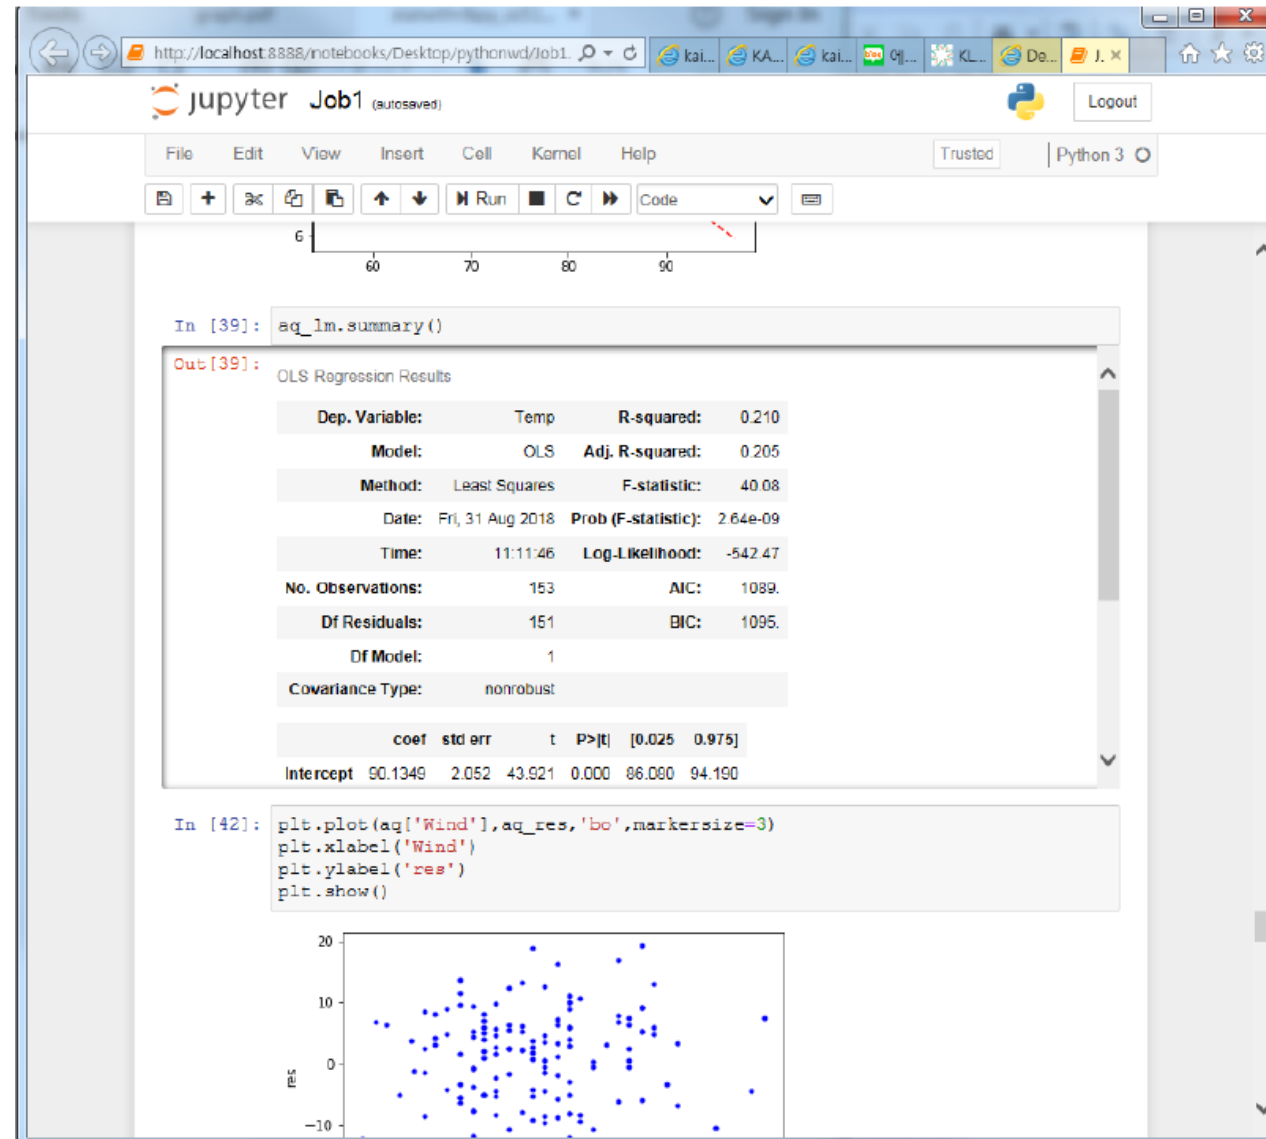 http://localhost:8888/notebooks/Desktop/pythonwd/Job1.
kai...
KA...
kai...
KL...
De...
J.
jupyter Job1 (autosaved)
Logout
File Edit View Insert Cell Kernel Help
Trusted
Python 3
Run
Code
6
60 70 80 90
In [39]: aq_lm.summary()
Out[39]:
OLS Regression Results
Dep. Variable: Temp R-squared: 0.210
Model: OLS Adj. R-squared: 0.205
Method: Least Squares F-statistic: 40.08
Date: Fri, 31 Aug 2018 Prob (F-statistic): 2.64e-09
Time: 11:11:46 Log-Likelihood: -542.47
No. Observations: 153 AIC: 1089.
Df Residuals: 151 BIC: 1095.
Df Model: 1
Covariance Type: nonrobust
coef std err t P>|t| [0.025 0.975]
Intercept 90.1349 2.052 43.921 0.000 86.080 94.190
In [42]: plt.plot(aq['Wind'],aq_res,'bo',markersize=3)
plt.xlabel('Wind')
plt.ylabel('res')
plt.show()
20
10
0
res
−10